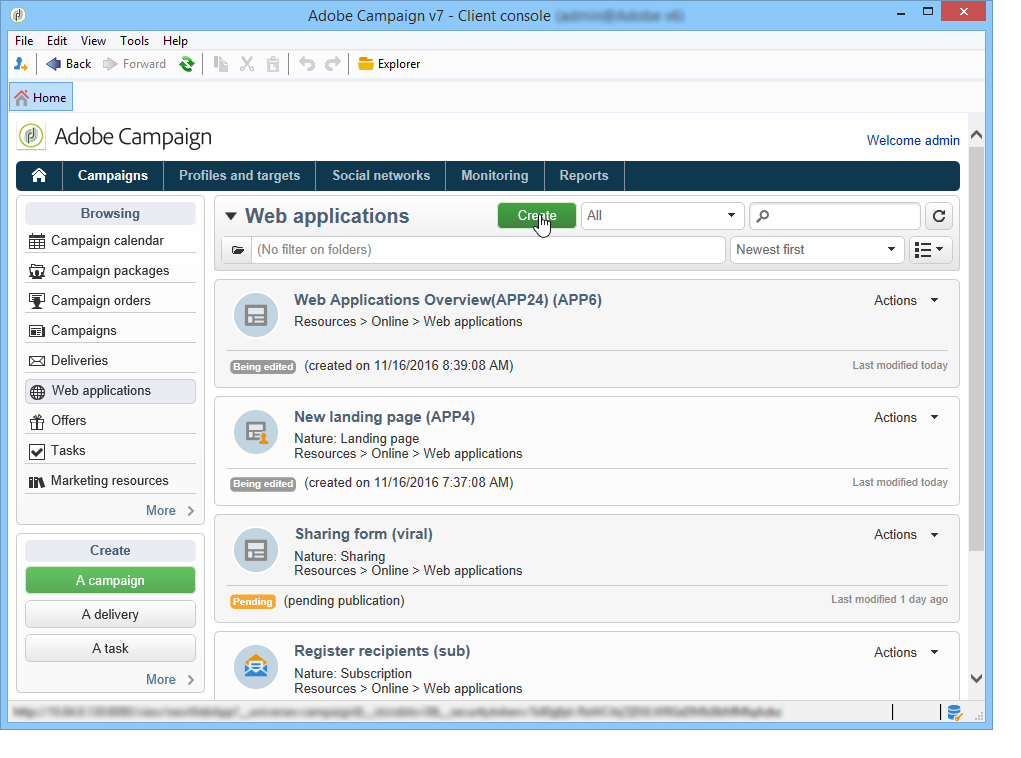 Adobe Campaign v7 - Client console
File Edit View Tools Help
Back Forward Explorer
Home
Adobe Campaign
Welcome admin
Campaigns Profiles and targets Social networks Monitoring Reports
Browsing
Campaign calendar
Campaign packages
Campaign orders
Campaigns
Deliveries
Web applications
Offers
Tasks
Marketing resources
More
Create
A campaign
A delivery
A task
More
Web applications Create All
(No filter on folders) Newest first
Web Applications Overview(APP24) (APP6) Actions
Resources > Online > Web applications
Being edited (created on 11/16/2016 8:39:08 AM) Last modified today
New landing page (APP4) Actions
Nature: Landing page
Resources > Online > Web applications
Being edited (created on 11/16/2016 7:37:08 AM) Last modified today
Sharing form (viral) Actions
Nature: Sharing
Resources > Online > Web applications
Pending (pending publication) Last modified 1 day ago
Register recipients (sub) Actions
Nature: Subscription
Resources > Online > Web applications